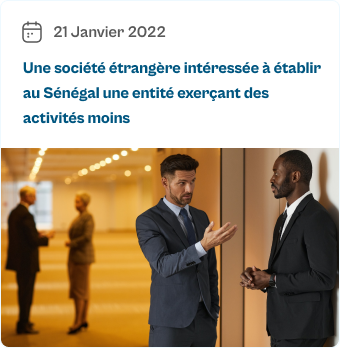 21 Janvier 2022
Une société étrangère intéressée à établir
au Sénégal une entité exerçant des
activités moins